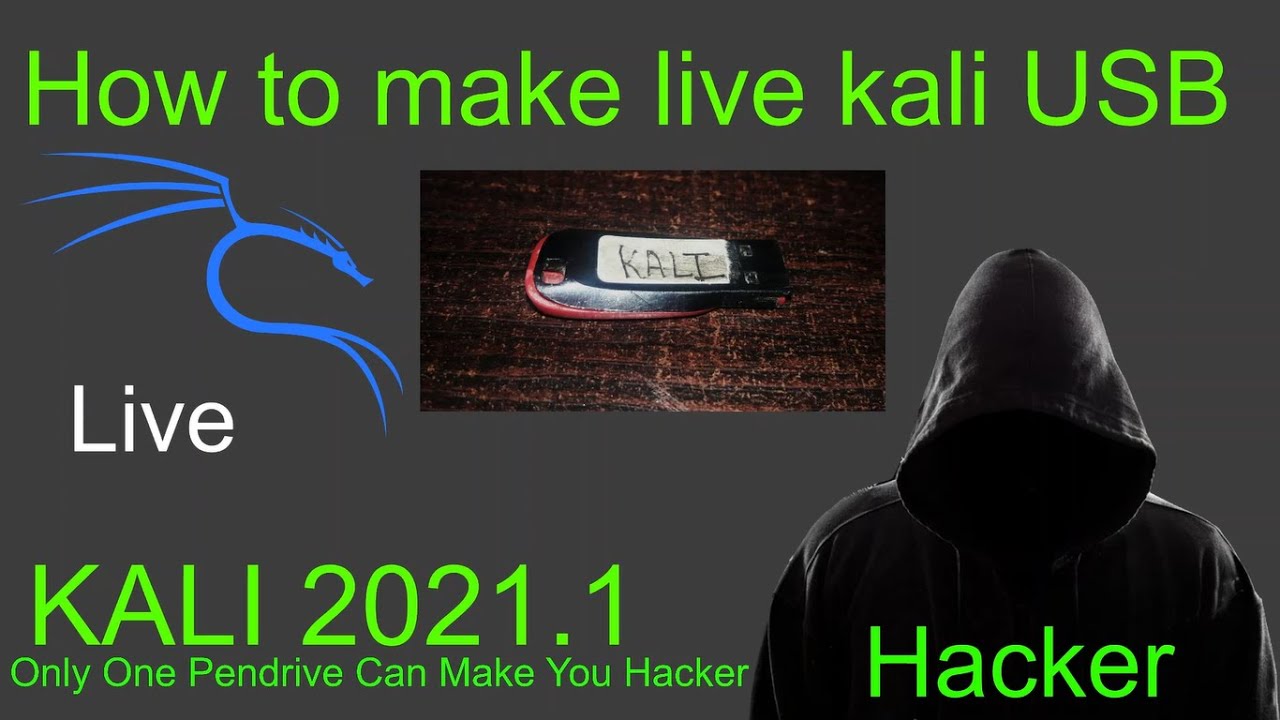 How to make live kali USB
KALI
Live
KALI 2021.1
Only One Pendrive Can Make You Hacker
Hacker